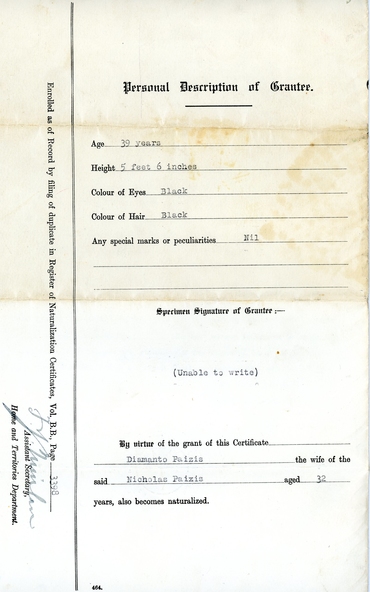 Personal Description of Grantee.
Age 39 years
Height 5 feet 6 inches
Colour of Eyes Black
Colour of Hair Black
Any special marks or peculiarities Nil
Specimen Signature of Grantee :—
(Unable to write)
By virtue of the grant of this Certificate
Diamanto Paizis the wife of the
said Nicholas Paizis aged 32
years, also becomes naturalized.
464.
Enrolled as of Record by filing of duplicate in Register of Naturalization Certificates, Vol. B.B., Page 3398
Assistant Secretary,
Home and Territories Department.